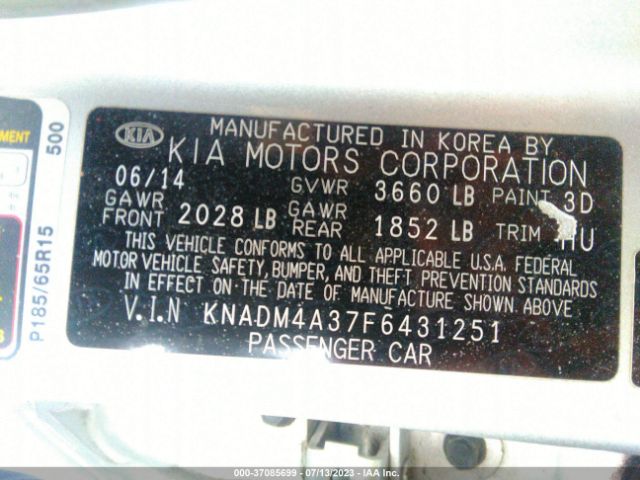 KIA
MANUFACTURED IN KOREA BY
KIA MOTORS CORPORATION
06/14 GVWR 3660 LB PAINT 3D
GAWR FRONT 2028 LB GAWR REAR 1852 LB TRIM HU
THIS VEHICLE CONFORMS TO ALL APPLICABLE U.S.A. FEDERAL
MOTOR VEHICLE SAFETY, BUMPER, AND THEFT PREVENTION STANDARDS
IN EFFECT ON THE DATE OF MANUFACTURE SHOWN ABOVE
V.I.N KNADM4A37F6431251
PASSENGER CAR
500
P185/65R15
000-37085699 - 07/13/2023 - IAA Inc.